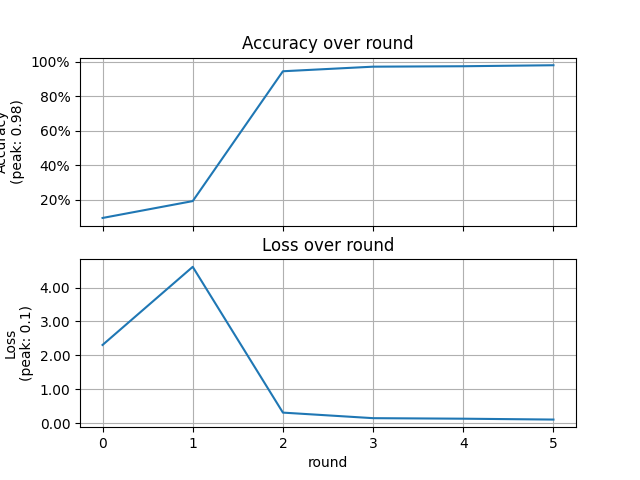 Accuracy over round
100%
80%
60%
40%
20%
(peak: 0.98)
Loss over round
4.00
3.00
2.00
1.00
0.00
Loss
(peak: 0.1)
0 1 2 3 4 5
round